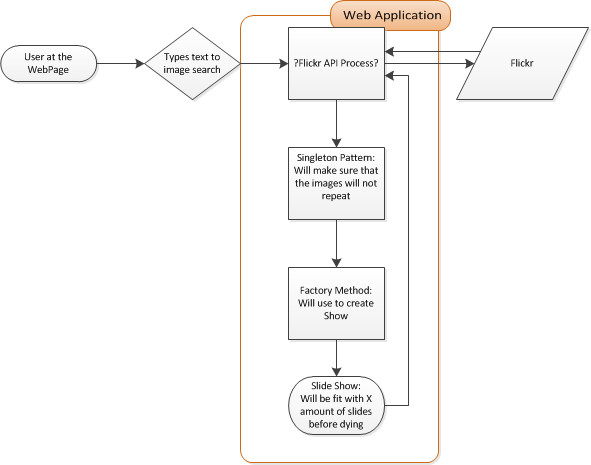 Web Application
User at the
WebPage
Types text to
image search
?Flickr API Process?
Flickr
Singleton Pattern:
Will make sure that
the images will not
repeat
Factory Method:
Will use to create
Show
Slide Show:
Will be fit with X
amount of slides
before dying